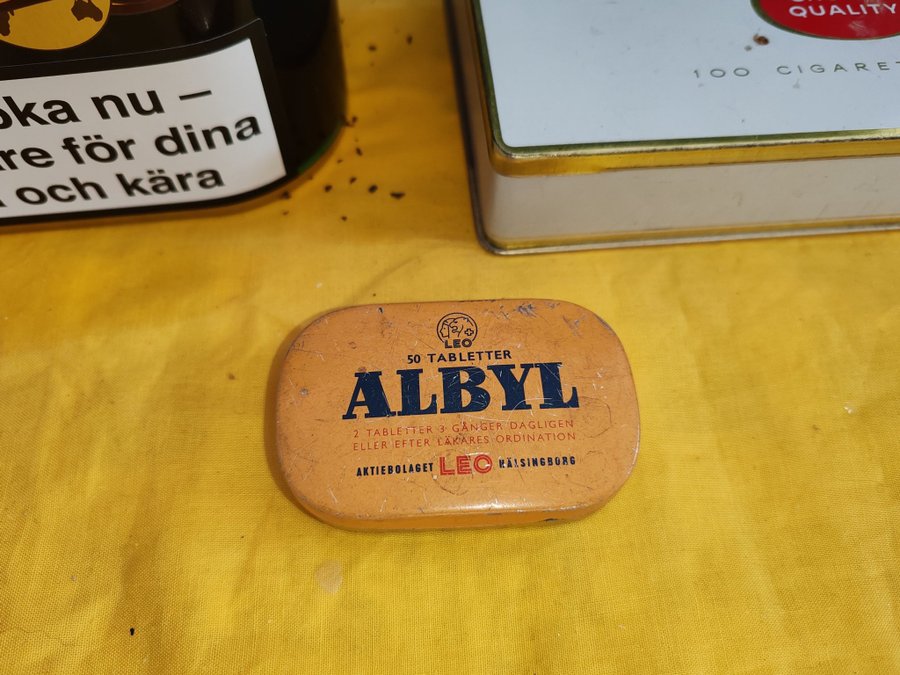 oka nu –
re för dina
och kära
QUALITY
100 CIGARE
LEO
50 TABLETTER
ALBYL
2 TABLETTER 3 GÅNGER DAGLIGEN
ELLER EFTER LÄKARES ORDINATION
AKTIEBOLAGET LEO HÄLSINGBORG